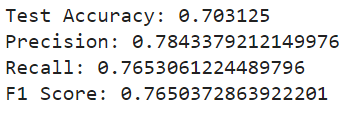 Test Accuracy: 0.703125
Precision: 0.7843379212149976
Recall: 0.7653061224489796
F1 Score: 0.7650372863922201